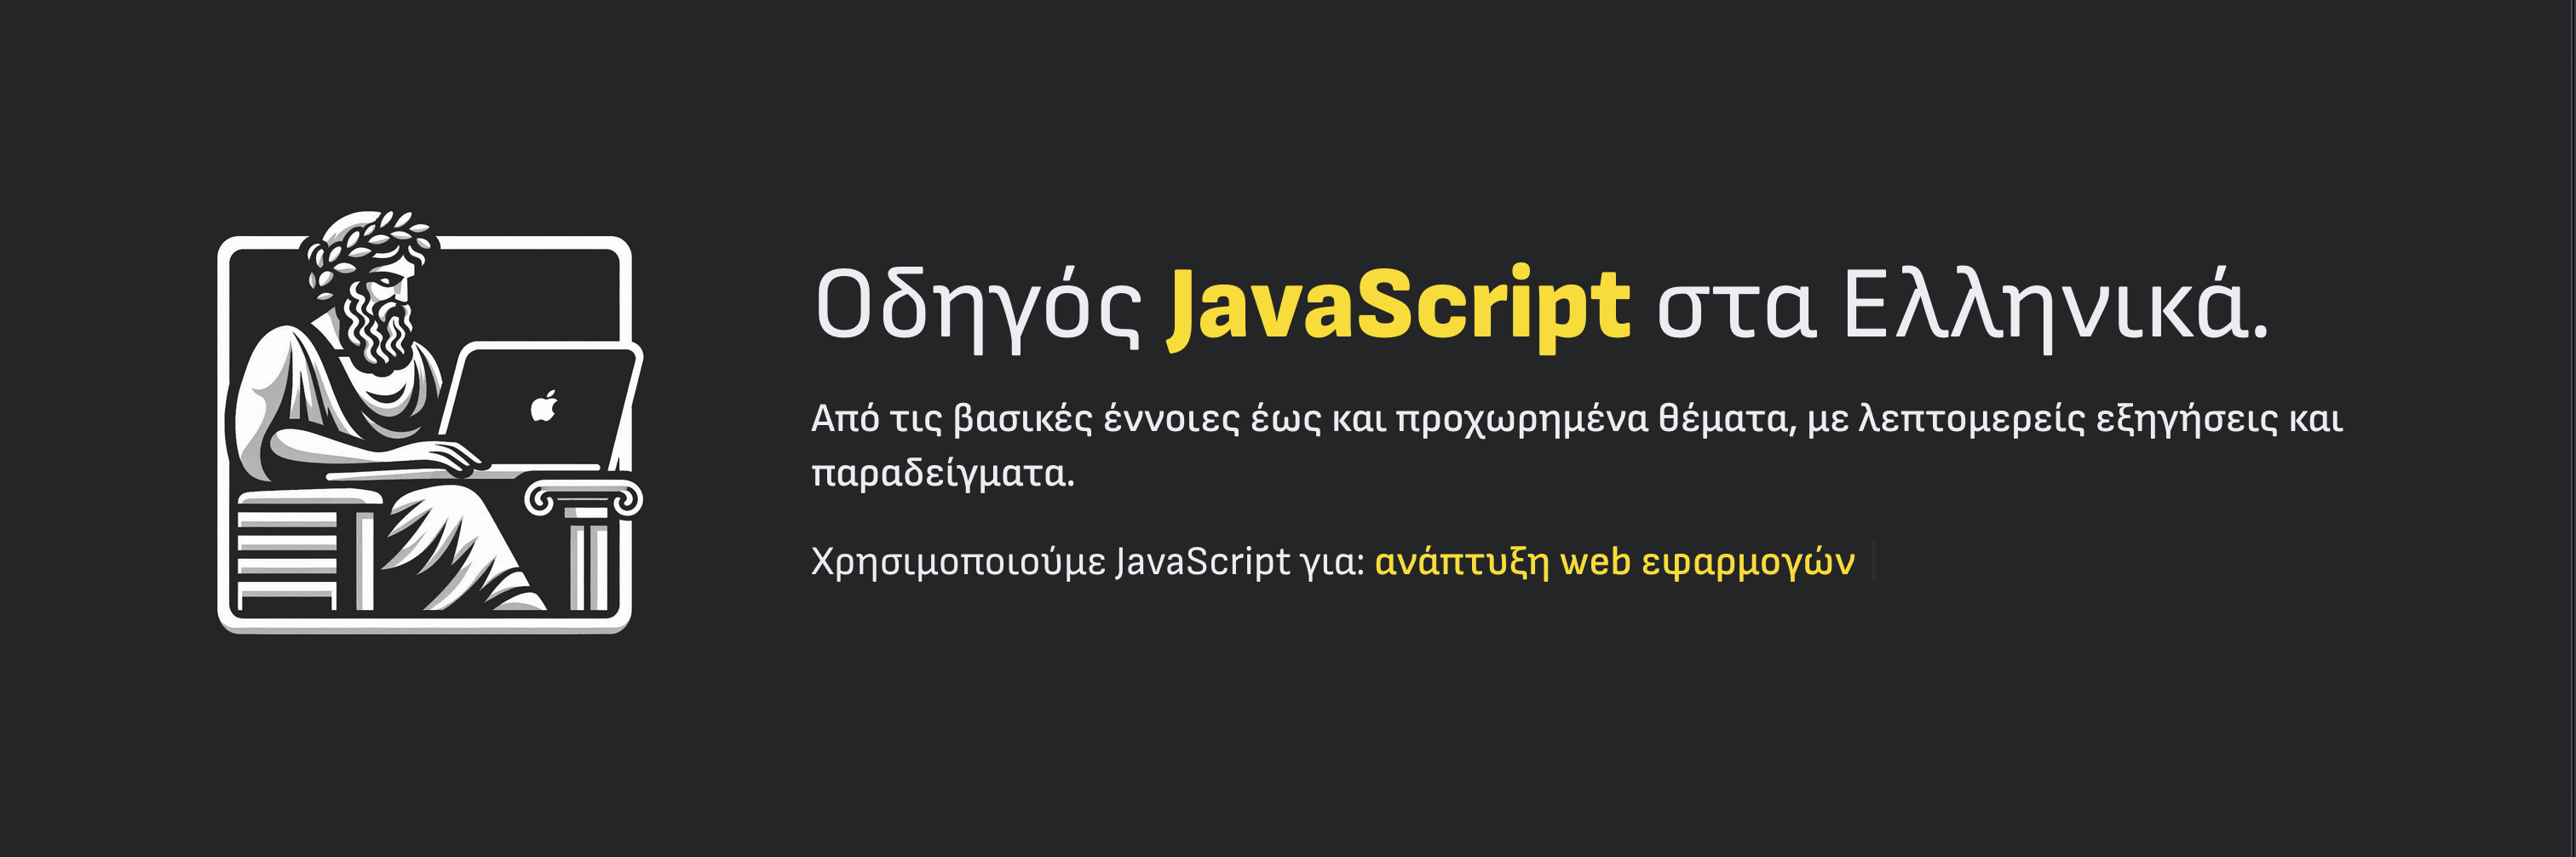 Οδηγός JavaScript στα Ελληνικά.
Από τις βασικές έννοιες έως και προχωρημένα θέματα, με λεπτομερείς εξηγήσεις και
παραδείγματα.
Χρησιμοποιούμε JavaScript για: ανάπτυξη web εφαρμογών